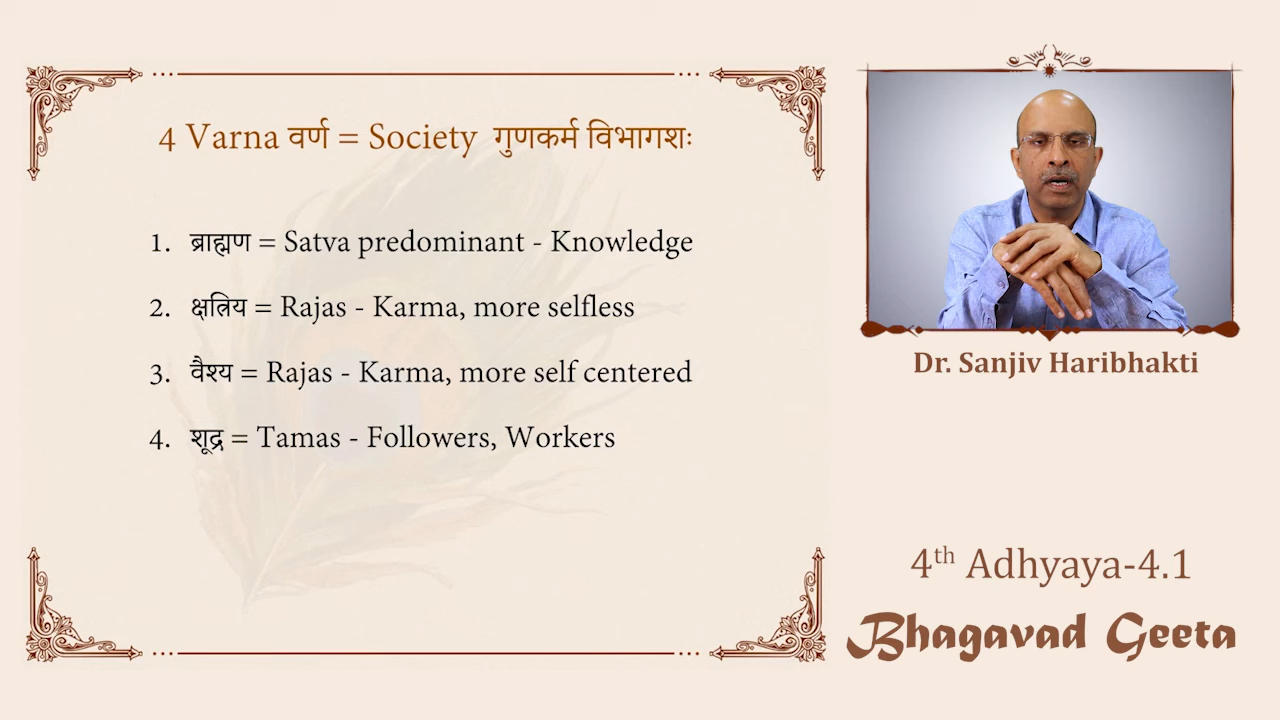 4 Varna वर्ण = Society गुणकर्म विभागशः
1. ब्राह्मण = Satva predominant - Knowledge
2. क्षत्रिय = Rajas - Karma, more selfless
3. वैश्य = Rajas - Karma, more self centered
4. शूद्र = Tamas - Followers, Workers
Dr. Sanjiv Haribhakti
4th Adhyaya-4.1
Bhagavad Geeta